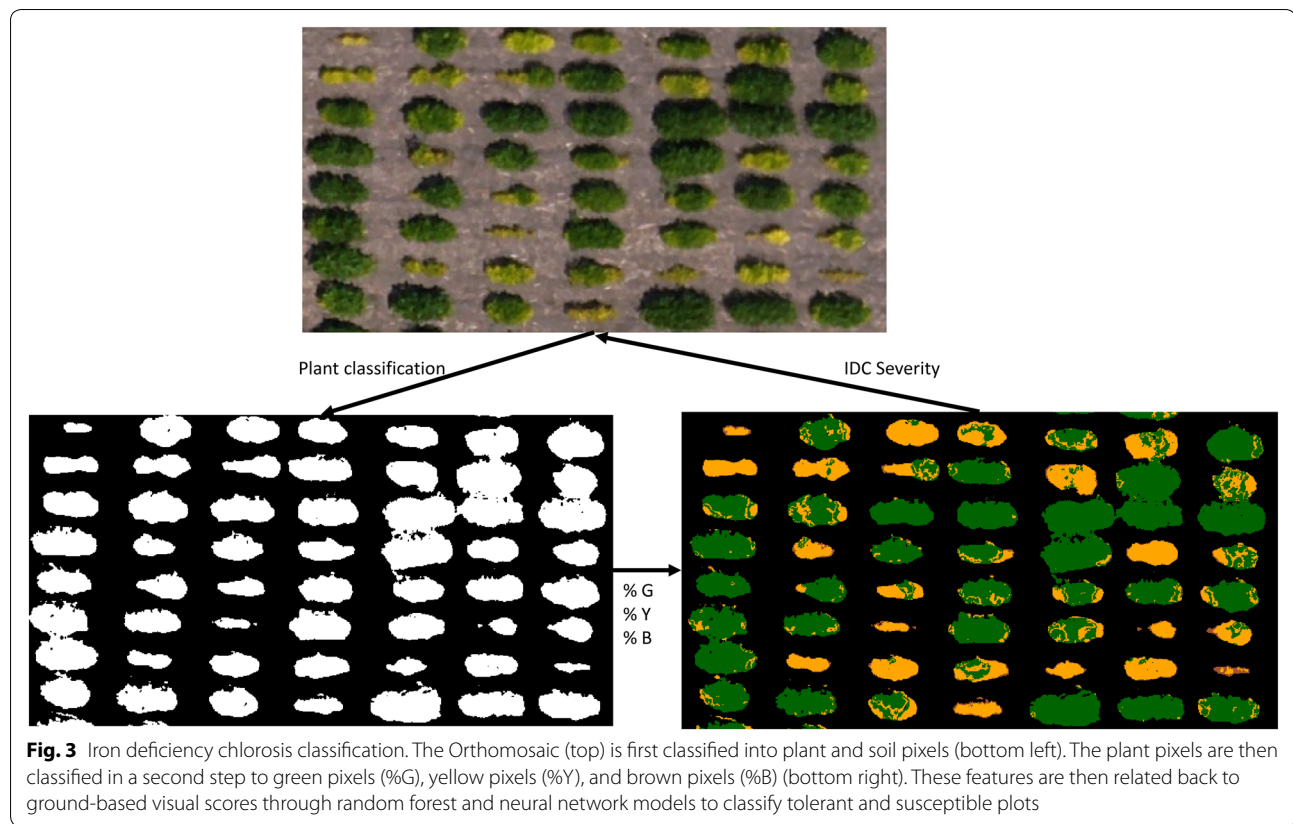 Plant classification
IDC Severity
% G
% Y
% B
Fig. 3 Iron deficiency chlorosis classification. The Orthomosaic (top) is first classified into plant and soil pixels (bottom left). The plant pixels are then
classified in a second step to green pixels (%G), yellow pixels (%Y), and brown pixels (%B) (bottom right). These features are then related back to
ground-based visual scores through random forest and neural network models to classify tolerant and susceptible plots